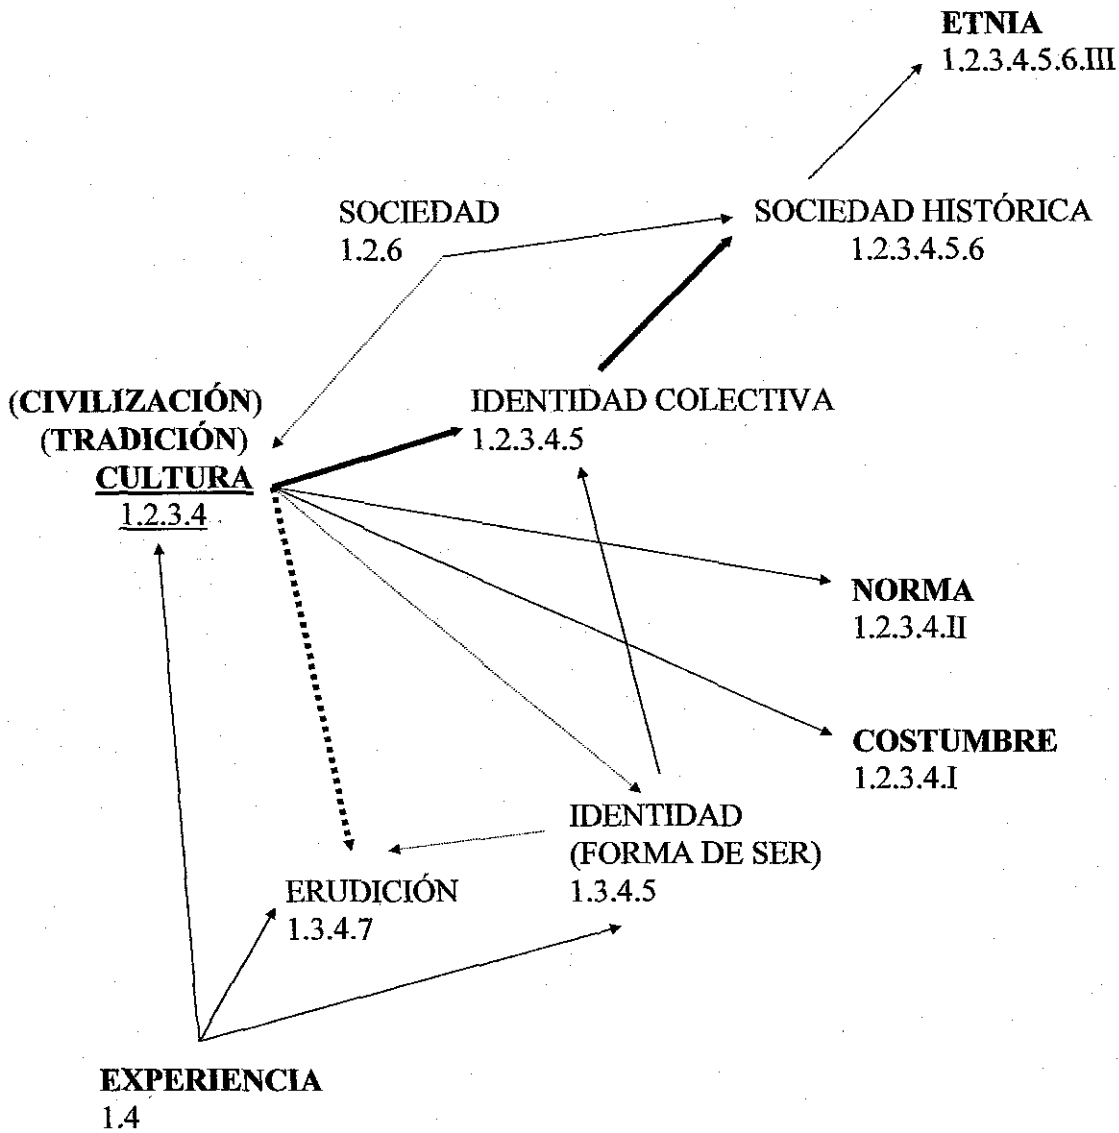 ETNIA
1.2.3.4.5.6.III
SOCIEDAD
1.2.6
SOCIEDAD HISTÓRICA
1.2.3.4.5.6
(CIVILIZACIÓN)
(TRADICIÓN)
CULTURA
1.2.3.4
IDENTIDAD COLECTIVA
1.2.3.4.5
NORMA
1.2.3.4.II
COSTUMBRE
1.2.3.4.I
IDENTIDAD
(FORMA DE SER)
1.3.4.5
ERUDICIÓN
1.3.4.7
EXPERIENCIA
1.4